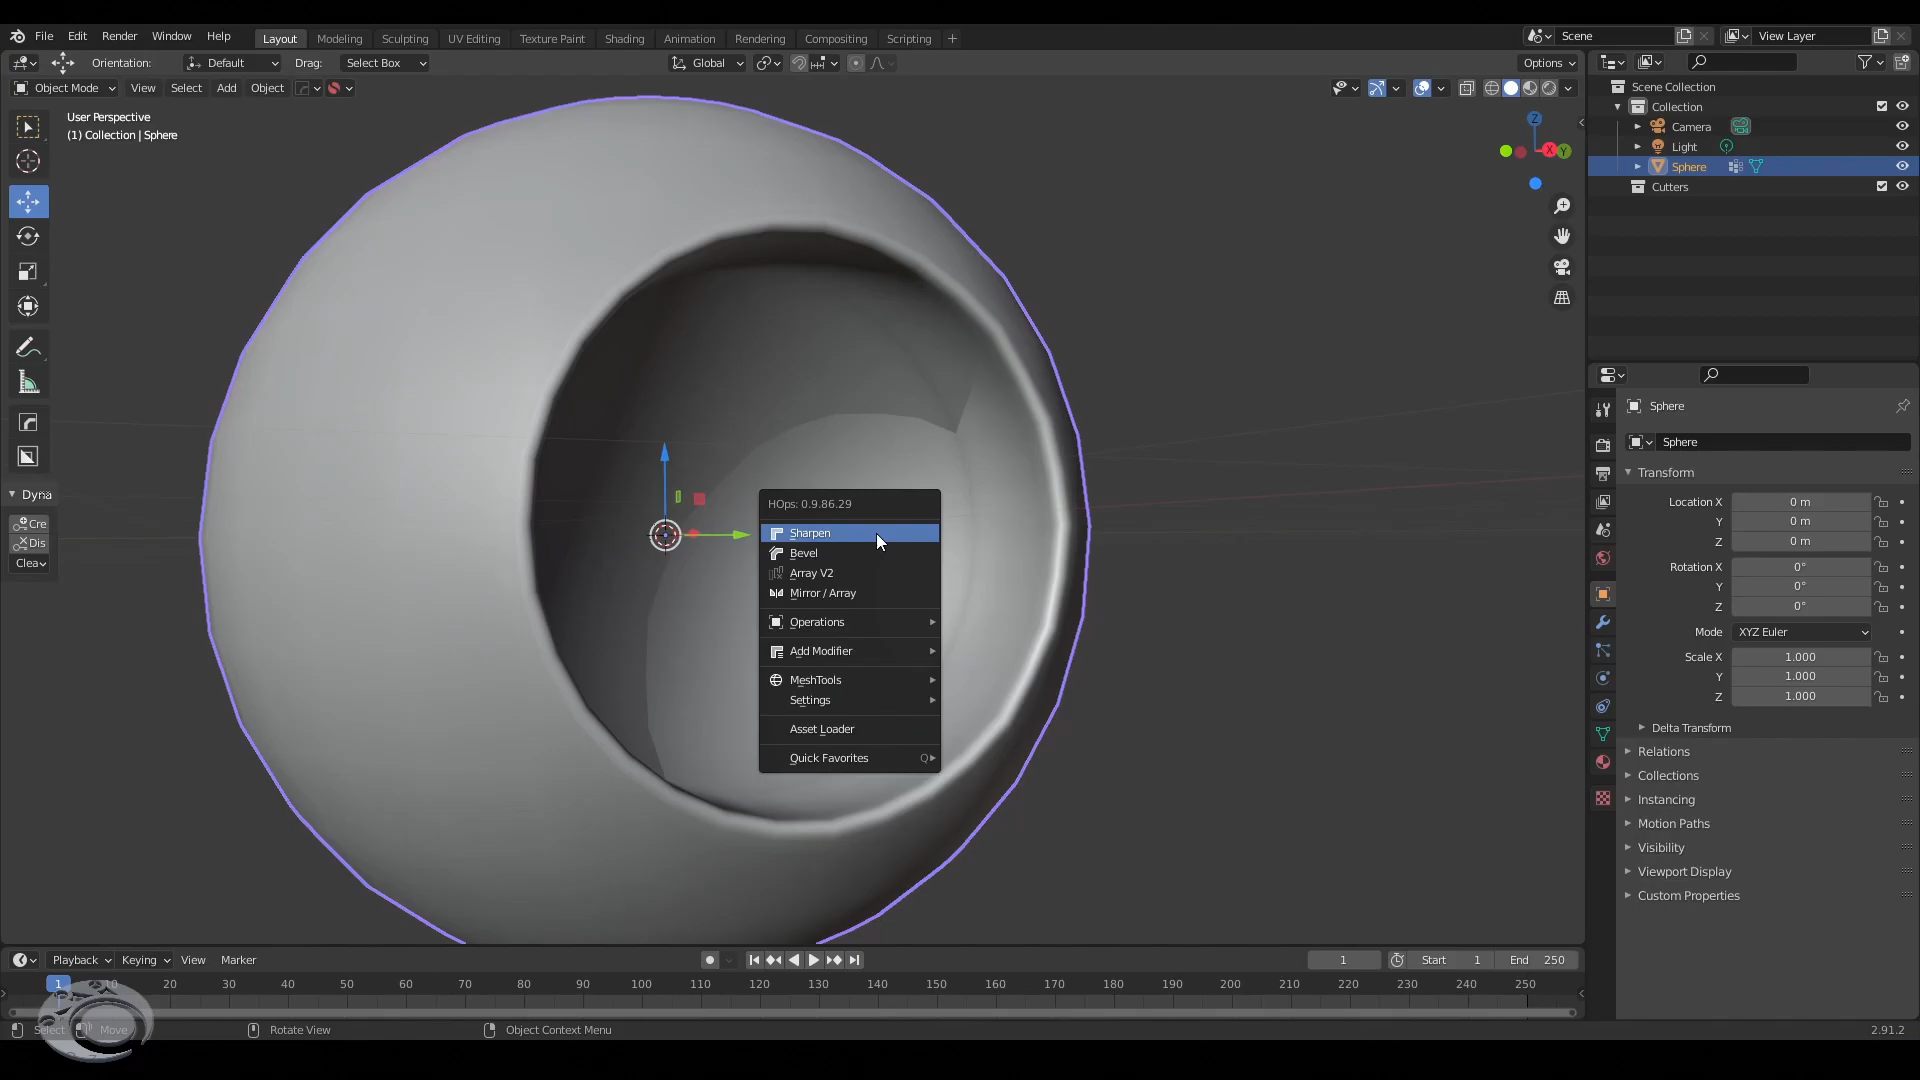 File Edit Render Window Help Layout Modeling Sculpting UV Editing Texture Paint Shading Animation Rendering Compositing Scripting + Scene View Layer
Orientation: Default Drag: Select Box Global Options
Object Mode View Select Add Object
User Perspective
(1) Collection | Sphere
Z
X
Y
Scene Collection
Collection
Camera
Light
Sphere
Cutters
Dyna
Cre
Dis
Clea
HOps: 0.9.86.29
Sharpen
Bevel
Array V2
Mirror / Array
Operations
Add Modifier
MeshTools
Settings
Asset Loader
Quick Favorites Q
Sphere
Sphere
Transform
Location X 0 m
Y 0 m
Z 0 m
Rotation X 0°
Y 0°
Z 0°
Mode XYZ Euler
Scale X 1.000
Y 1.000
Z 1.000
Delta Transform
Relations
Collections
Instancing
Motion Paths
Visibility
Viewport Display
Custom Properties
Playback Keying View Marker 1 Start 1 End 250
1 10 20 30 40 50 60 70 80 90 100 110 120 130 140 150 160 170 180 190 200 210 220 230 240 250
Select Move Rotate View Object Context Menu 2.91.2